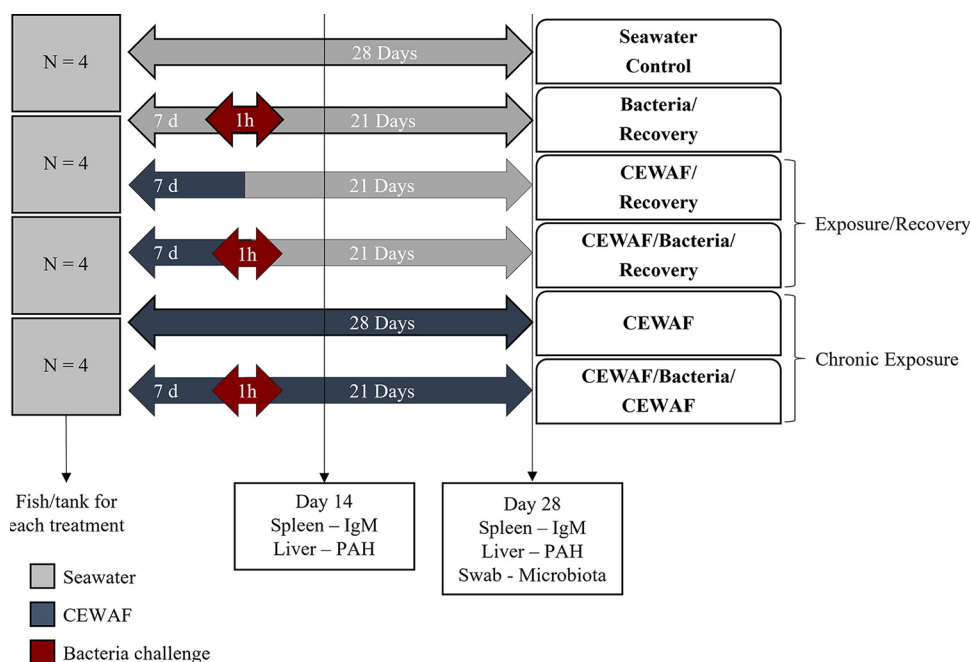 N = 4
N = 4
N = 4
N = 4
28 Days
Seawater
Control
7 d
1h
21 Days
Bacteria/
Recovery
7 d
21 Days
CEWAF/
Recovery
7 d
1h
21 Days
CEWAF/Bacteria/
Recovery
Exposure/Recovery
28 Days
CEWAF
7 d
1h
21 Days
CEWAF/Bacteria/
CEWAF
Chronic Exposure
Fish/tank for
each treatment
Day 14
Spleen – IgM
Liver – PAH
Day 28
Spleen – IgM
Liver – PAH
Swab - Microbiota
Seawater
CEWAF
Bacteria challenge